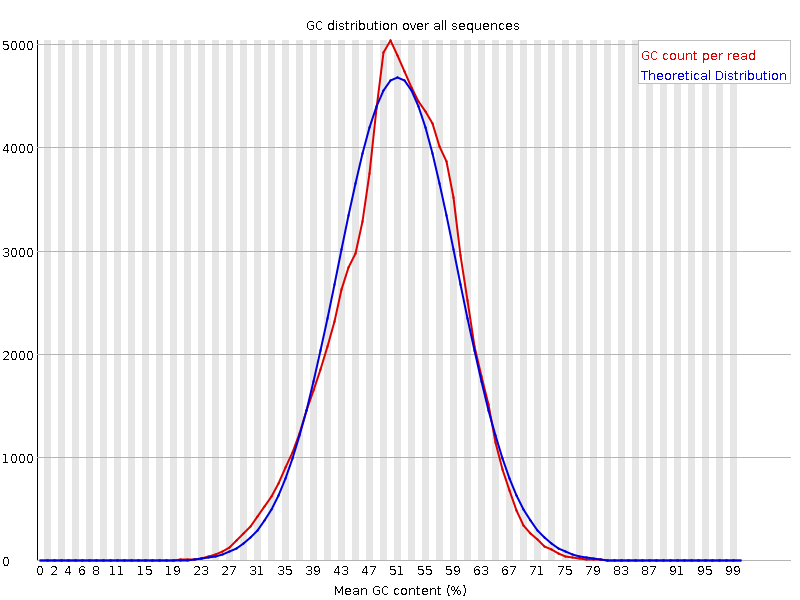 GC distribution over all sequences
GC count per read
Theoretical Distribution
5000
4000
3000
2000
1000
0
0 2 4 6 8 11 15 19 23 27 31 35 39 43 47 51 55 59 63 67 71 75 79 83 87 91 95 99
Mean GC content (%)